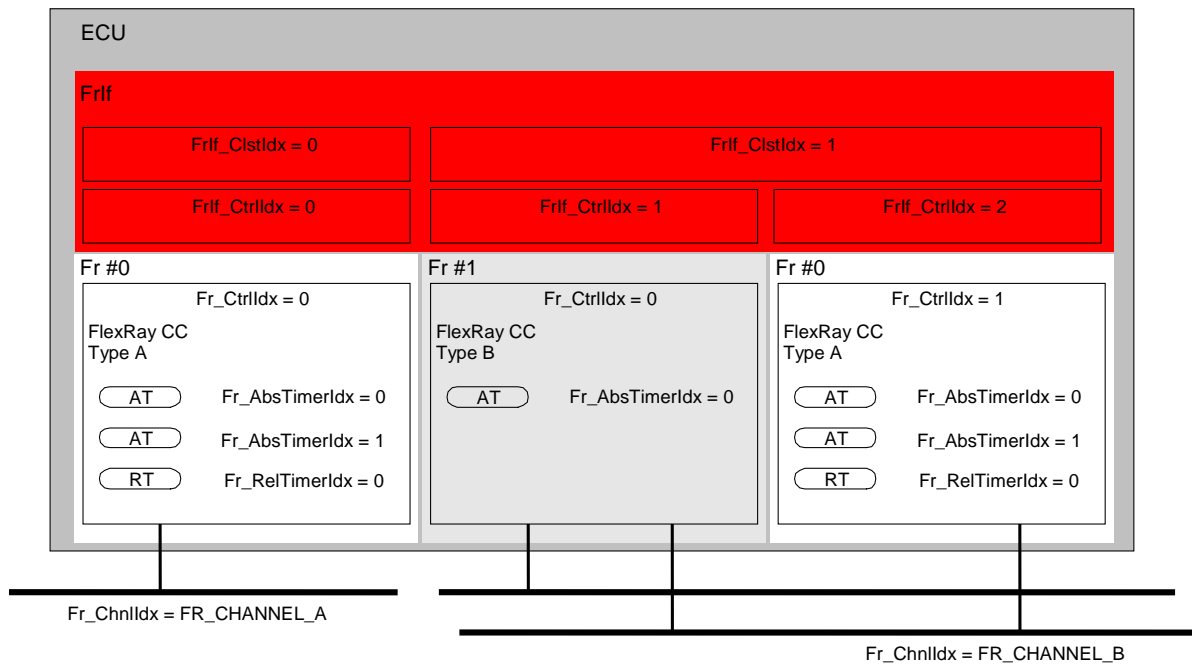 ECU
FrIf
FrIf_ClstIdx = 0
FrIf_ClstIdx = 1
FrIf_CtrlIdx = 0
FrIf_CtrlIdx = 1
FrIf_CtrlIdx = 2
Fr #0
Fr_CtrlIdx = 0
FlexRay CC
Type A
AT Fr_AbsTimerIdx = 0
AT Fr_AbsTimerIdx = 1
RT Fr_RelTimerIdx = 0
Fr #1
Fr_CtrlIdx = 0
FlexRay CC
Type B
AT Fr_AbsTimerIdx = 0
Fr #0
Fr_CtrlIdx = 1
FlexRay CC
Type A
AT Fr_AbsTimerIdx = 0
AT Fr_AbsTimerIdx = 1
RT Fr_RelTimerIdx = 0
Fr_ChnlIdx = FR_CHANNEL_A
Fr_ChnlIdx = FR_CHANNEL_B